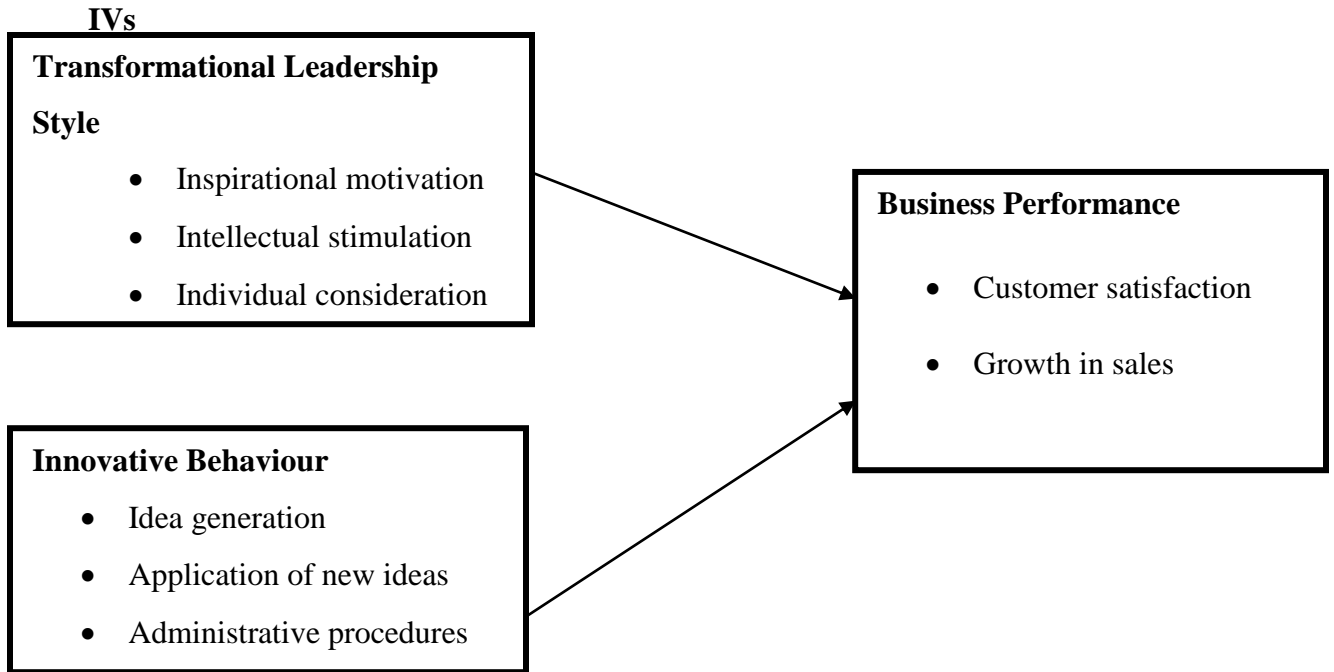 IVs
Transformational Leadership
Style
• Inspirational motivation
• Intellectual stimulation
• Individual consideration
Business Performance
• Customer satisfaction
• Growth in sales
Innovative Behaviour
• Idea generation
• Application of new ideas
• Administrative procedures